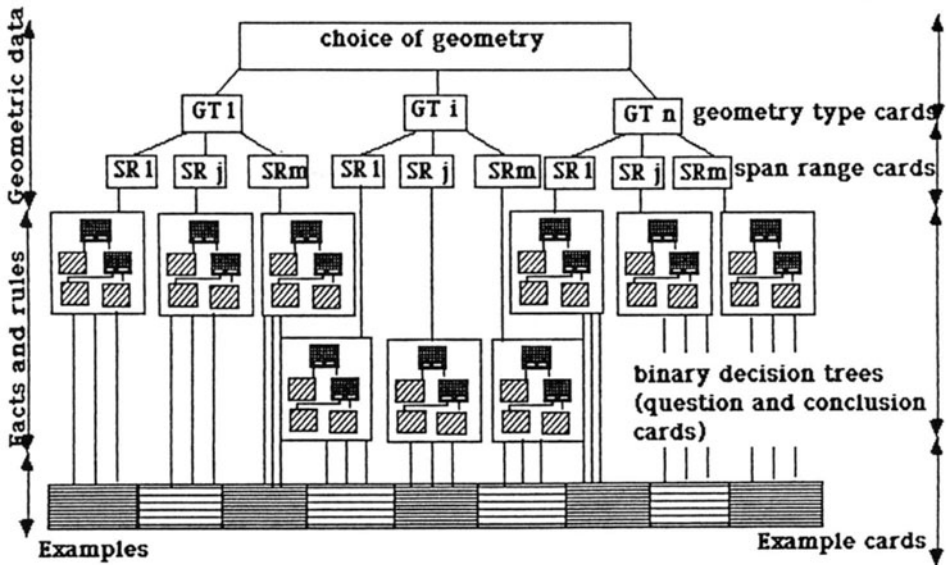 Geometric data
choice of geometry
GT 1
GT i
GT n
geometry type cards
SR 1
SR j
SRm
SR 1
SR j
SRm
SR 1
SR j
SRm
span range cards
Facts and rules
binary decision trees
(question and conclusion
cards)
Examples
Example cards